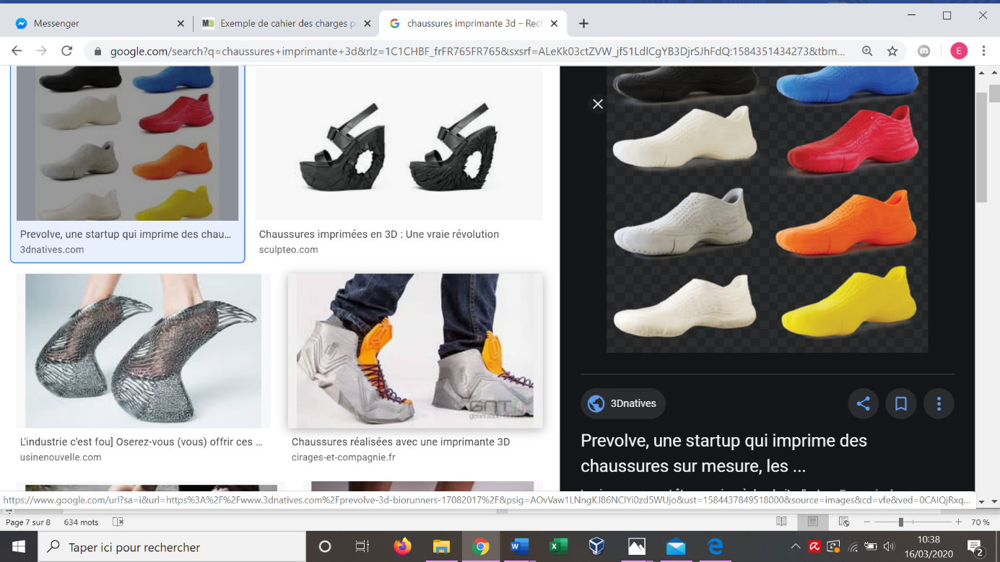 Messenger
Exemple de cahier des charges p
chaussures imprimante 3d – Rech
google.com/search?q=chaussures+imprimante+3d&rlz=1C1CHBF_frFR765FR765&sxsrf=ALeKk03ctZVW_jfS1LdlCgYB3DjrSJhFdQ:1584351434273&tbm...
E
Prevolve, une startup qui imprime des chau...
3dnatives.com
Chaussures imprimées en 3D : Une vraie révolution
sculpteo.com
L'industrie c'est fou] Oserez-vous (vous) offrir ces ...
usinenouvelle.com
GNT
Chaussures réalisées avec une imprimante 3D
cirages-et-compagnie.fr
3Dnatives
Prevolve, une startup qui imprime des
chaussures sur mesure, les ...
https://www.google.com/url?sa=i&url=https%3A%2F%2Fwww.3dnatives.com%2Fprevolve-3d-biorunners-17082017%2F&psig=AOvVaw1LNngKJ86NCIYi0zd5WUjo&ust=1584437849518000&source=images&cd=vfe&ved=0CAIQjRxq...
Page 7 sur 8 634 mots
70 %
Taper ici pour rechercher
10:38
16/03/2020
2